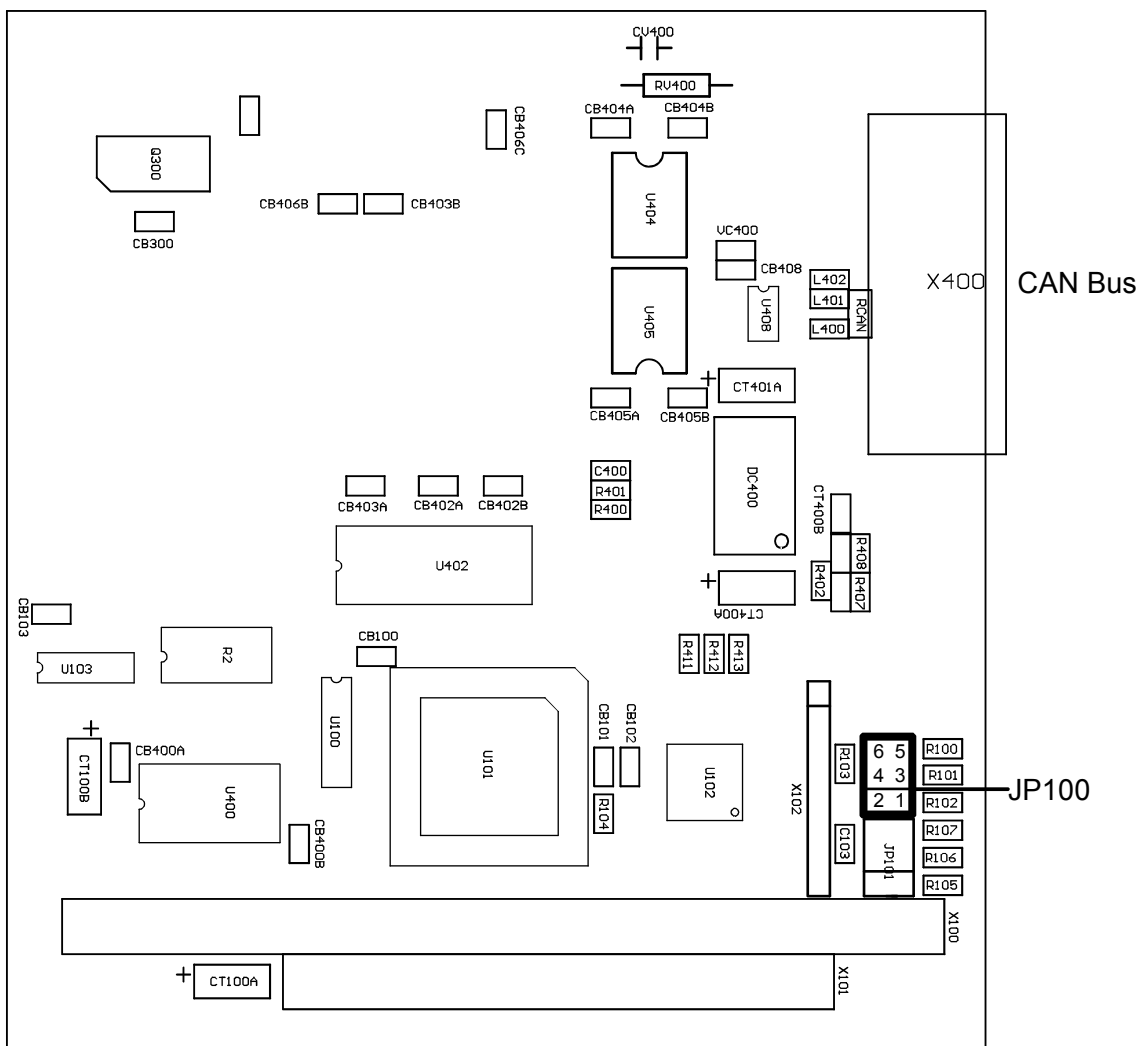 CV400
RV400
CB404A
CB404B
CB406C
Q300
CB406B
CB403B
CB300
U404
VC400
CB408
L402
L401
L400
RCAN
X400
CAN Bus
U408
U405
CT401A
CB405A
CB405B
C400
R401
R400
DC400
CT400B
CB403A
CB402A
CB402B
U402
R408
R402
R407
CT400A
CB103
U103
R2
CB100
R411
R412
R413
U100
U101
CB101
CB102
CT100B
CB400A
U400
CB400B
R104
U102
X102
R103
C103
6 5
4 3
2 1
R100
R101
R102
JP100
R107
JP101
R106
R105
X100
CT100A
X101
+
+
+
+